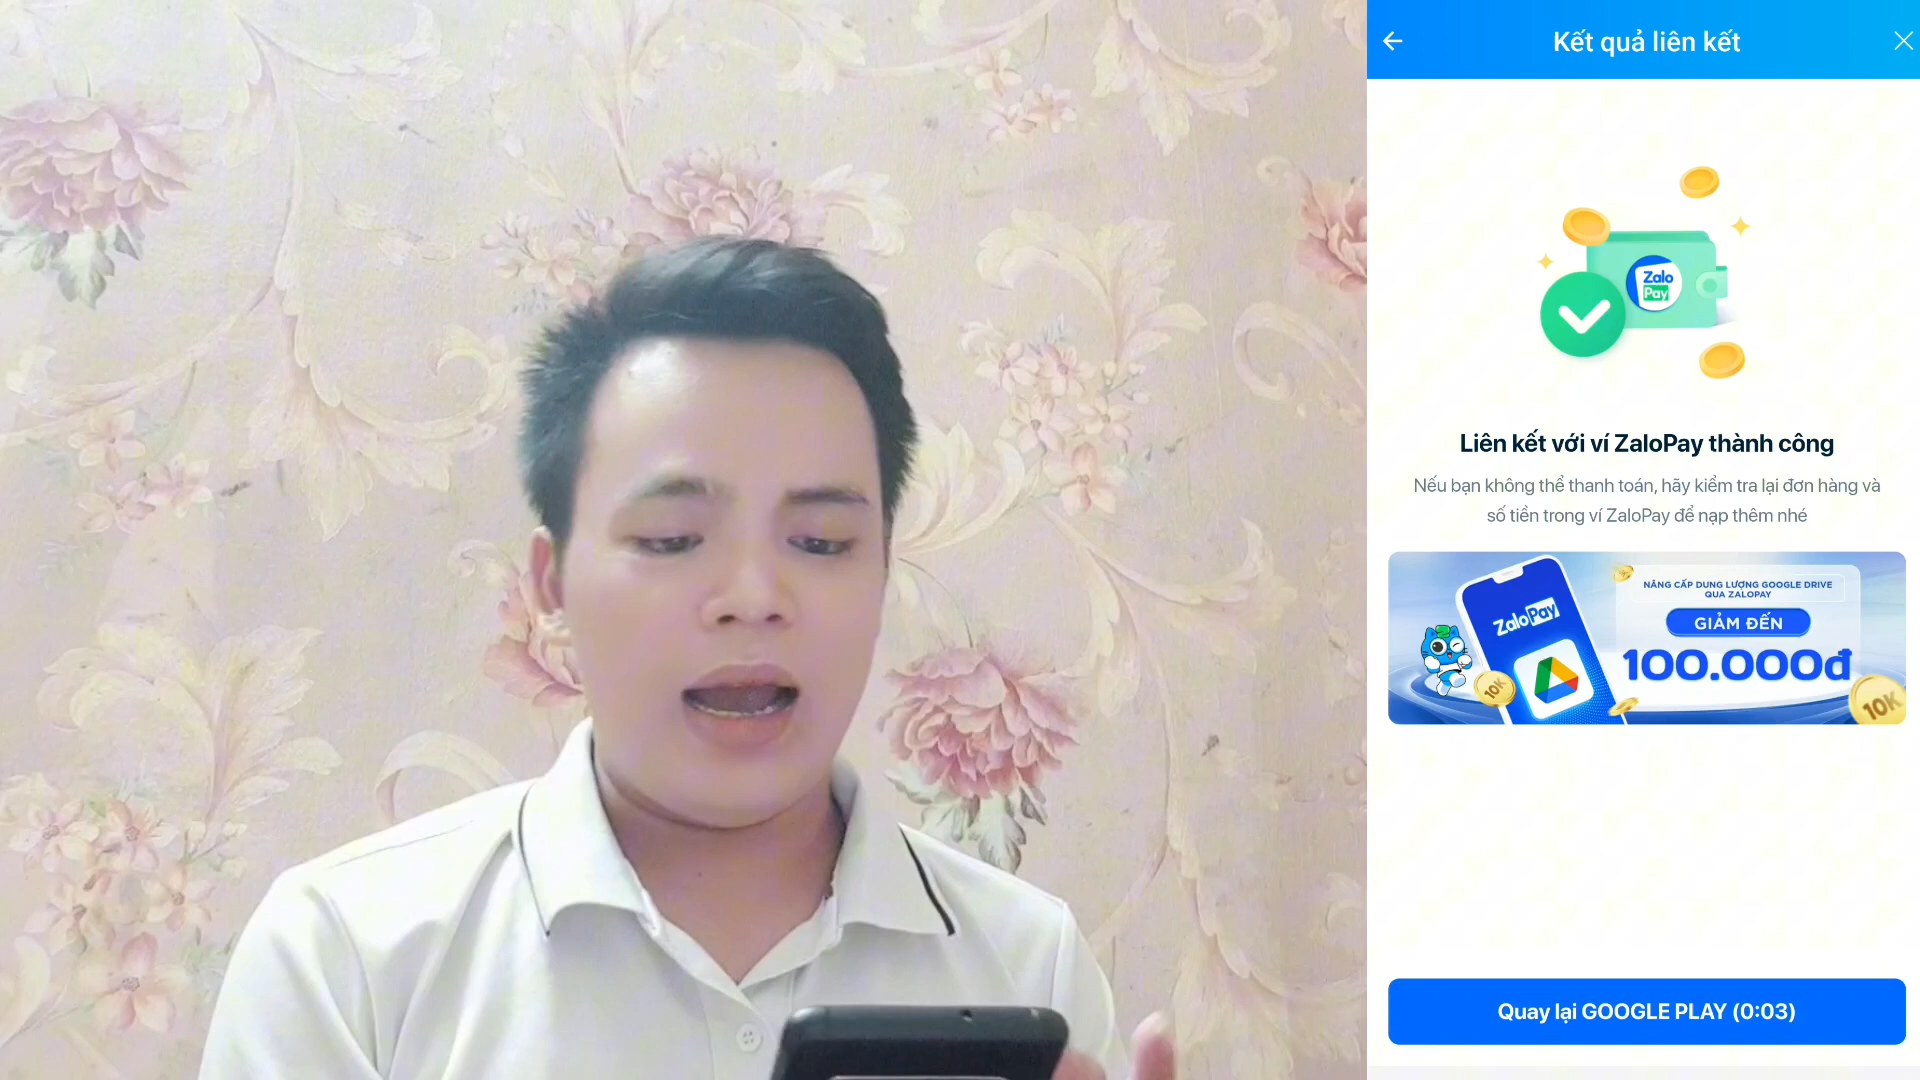 Kết quả liên kết
Zalo
Pay
Liên kết với ví ZaloPay thành công
Nếu bạn không thể thanh toán, hãy kiểm tra lại đơn hàng và
số tiền trong ví ZaloPay để nạp thêm nhé
NÂNG CẤP DUNG LƯỢNG GOOGLE DRIVE
QUA ZALOPAY
ZaloPay
GIẢM ĐẾN
100.000đ
10K
10K
Quay lại GOOGLE PLAY (0:03)